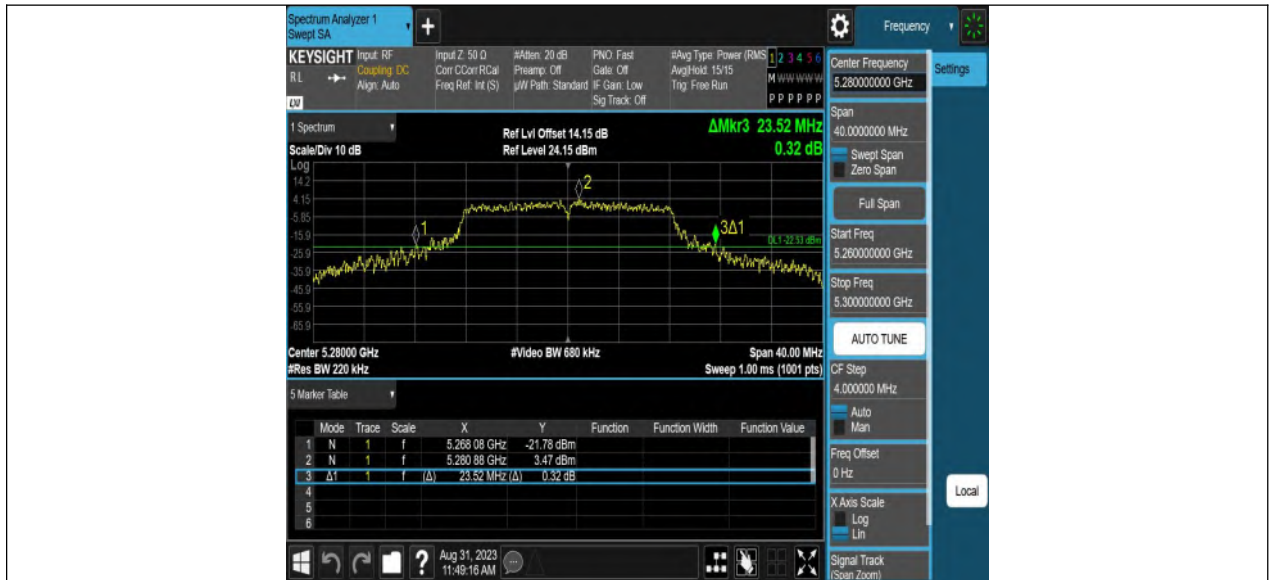 Spectrum Analyzer 1
Swept SA
+
Frequency
KEYSIGHT
RL
LXI
Input: RF
Coupling: DC
Align: Auto
Input Z: 50 Ω
Corr CCorr RCal
Freq Ref: Int (S)
#Atten: 20 dB
Preamp: Off
µW Path: Standard
PNO: Fast
Gate: Off
IF Gain: Low
Sig Track: Off
#Avg Type: Power (RMS
Avg|Hold: 15/15
Trig: Free Run
1 2 3 4 5 6
M W W W W W
P P P P P P
1 Spectrum
Scale/Div 10 dB
Ref Lvl Offset 14.15 dB
Ref Level 24.15 dBm
ΔMkr3 23.52 MHz
0.32 dB
Log
14.2
4.15
-5.85
-15.9
-25.9
-35.9
-45.9
-55.9
-65.9
1
2
3Δ1
DL1 -22.53 dBm
Center 5.28000 GHz
#Video BW 680 kHz
Span 40.00 MHz
#Res BW 220 kHz
Sweep 1.00 ms (1001 pts)
5 Marker Table
Mode Trace Scale X Y Function Function Width Function Value
1 N 1 f 5.268 08 GHz -21.78 dBm
2 N 1 f 5.280 88 GHz 3.47 dBm
3 Δ1 1 f (Δ) 23.52 MHz (Δ) 0.32 dB
4
5
6
?
Aug 31, 2023
11:49:16 AM
Center Frequency
5.280000000 GHz
Settings
Span
40.0000000 MHz
Swept Span
Zero Span
Full Span
Start Freq
5.260000000 GHz
Stop Freq
5.300000000 GHz
AUTO TUNE
CF Step
4.000000 MHz
Auto
Man
Freq Offset
0 Hz
X Axis Scale
Log
Lin
Signal Track
(Span Zoom)
Local